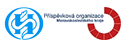 Příspěvková organizace
Moravskoslezského kraje